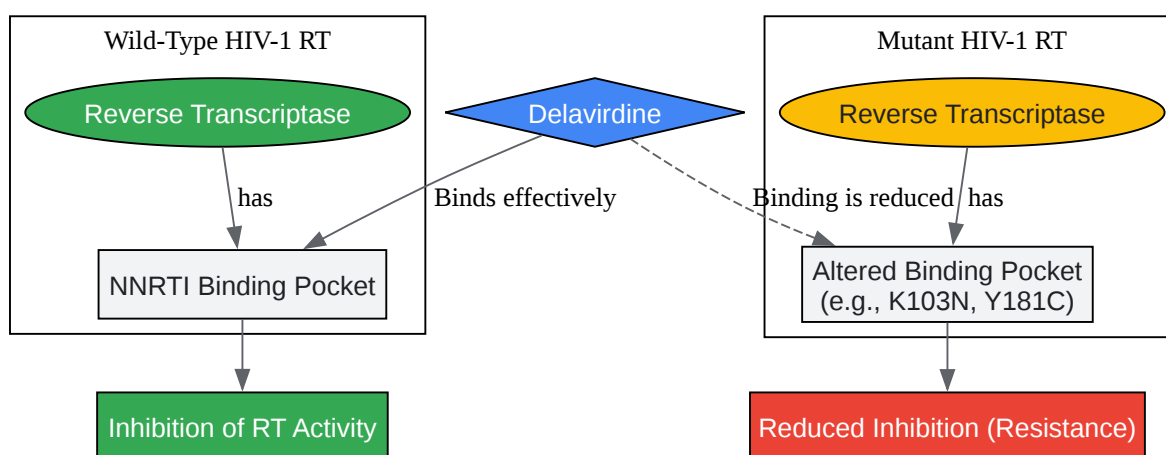 Wild-Type HIV-1 RT
Mutant HIV-1 RT
Reverse Transcriptase
Delavirdine
Reverse Transcriptase
has
Binds effectively
Binding is reduced
has
NNRTI Binding Pocket
Altered Binding Pocket
(e.g., K103N, Y181C)
Inhibition of RT Activity
Reduced Inhibition (Resistance)